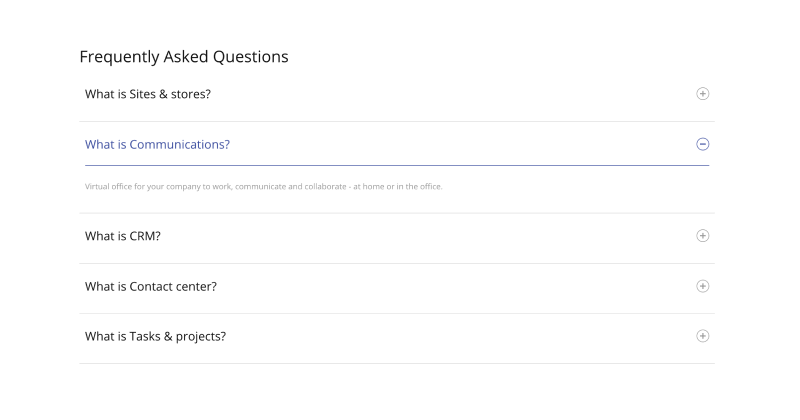 Frequently Asked Questions
What is Sites & stores?
What is Communications?
Virtual office for your company to work, communicate and collaborate - at home or in the office.
What is CRM?
What is Contact center?
What is Tasks & projects?